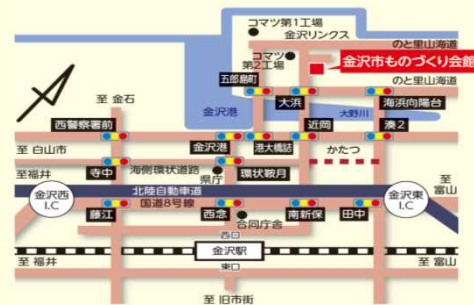 コマツ第1工場
金沢リンクス
のと里山海道
コマツ
第2工場
金沢市ものづくり会館
五郎島町
のと里山海道
大浜
海浜向陽台
至 金石
金沢港
大野川
西警察署前
金沢港
港大橋詰
近岡
湊2
至 白山市
かたつ
寺中
海側環状道路
県庁
環状鞍月
至福井
至 富山
金沢西
I.C
北陸自動車道
金沢東
I.C
国道8号線
藤江
西念
合同庁舎
南新保
田中
西口
金沢駅
東口
至 福井
至 富山
至 旧市街